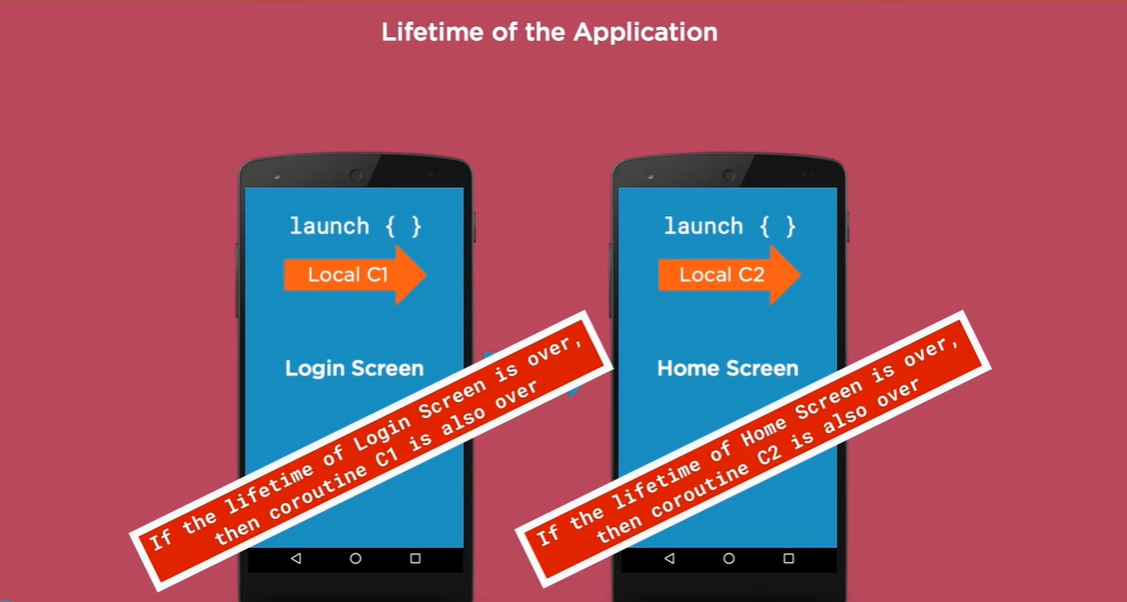 Lifetime of the Application
launch { }
Local C1
Login Screen
If the lifetime of Login Screen is over,
then coroutine C1 is also over
launch { }
Local C2
Home Screen
If the lifetime of Home Screen is over,
then coroutine C2 is also over